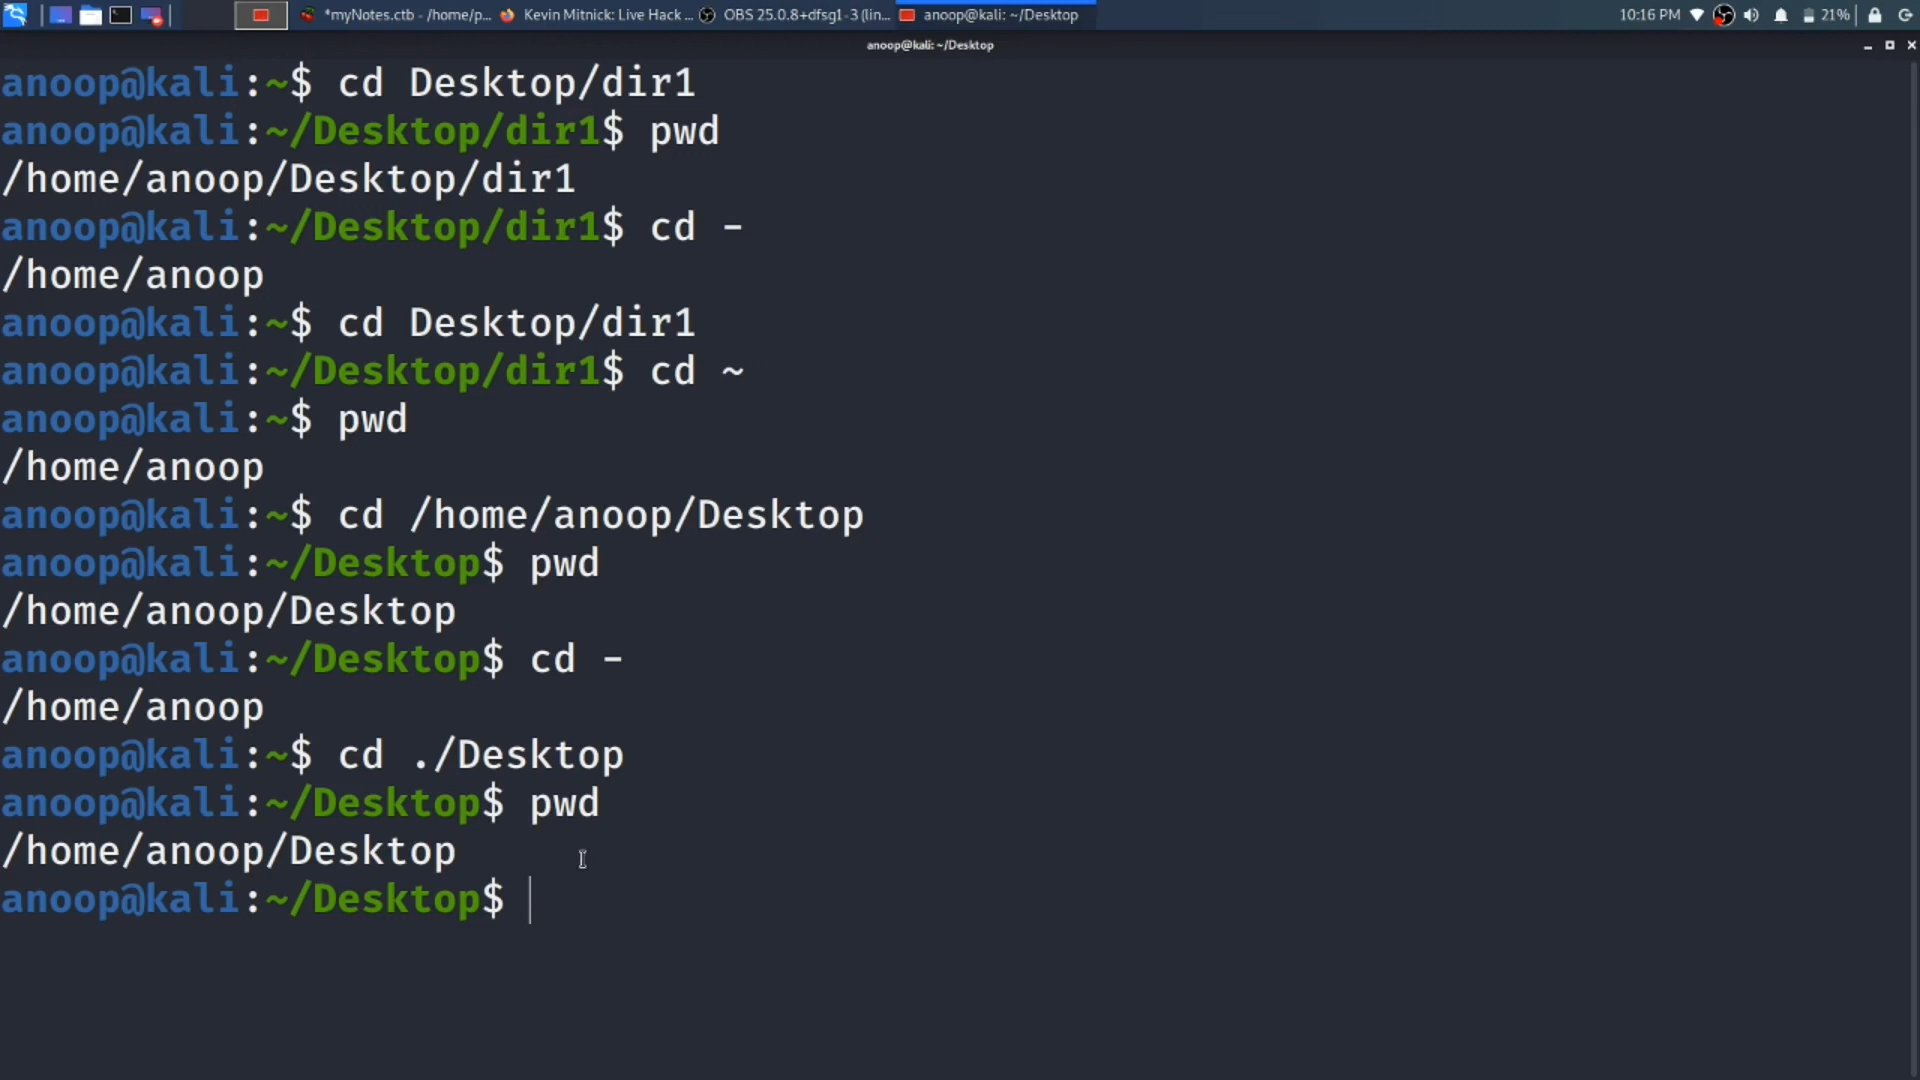 *myNotes.ctb - /home/p... Kevin Mitnick: Live Hack ... OBS 25.0.8+dfsg1-3 (lin... anoop@kali: ~/Desktop 10:16 PM 21%
anoop@kali: ~/Desktop
anoop@kali:~$ cd Desktop/dir1
anoop@kali:~/Desktop/dir1$ pwd
/home/anoop/Desktop/dir1
anoop@kali:~/Desktop/dir1$ cd -
/home/anoop
anoop@kali:~$ cd Desktop/dir1
anoop@kali:~/Desktop/dir1$ cd ~
anoop@kali:~$ pwd
/home/anoop
anoop@kali:~$ cd /home/anoop/Desktop
anoop@kali:~/Desktop$ pwd
/home/anoop/Desktop
anoop@kali:~/Desktop$ cd -
/home/anoop
anoop@kali:~$ cd ./Desktop
anoop@kali:~/Desktop$ pwd
/home/anoop/Desktop
anoop@kali:~/Desktop$